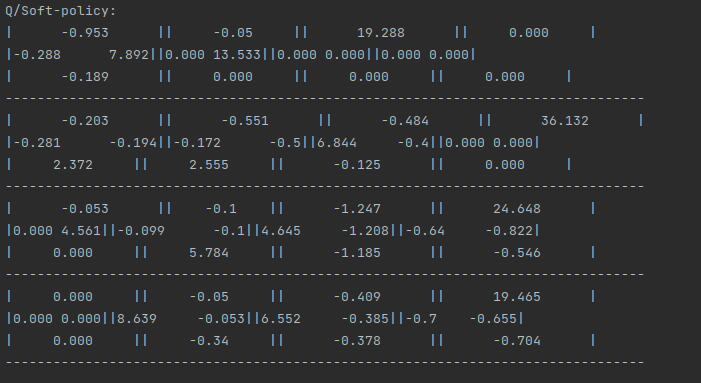 Q/Soft-policy:
|      -0.953      ||     -0.05     ||      19.288      ||     0.000     |
|-0.288      7.892||0.000 13.533||0.000 0.000||0.000 0.000|
|      -0.189      ||     0.000     ||     0.000     ||     0.000     |
--------------------------------------------------------------------------------
|      -0.203      ||      -0.551      ||      -0.484      ||      36.132      |
|-0.281      -0.194||-0.172      -0.5||6.844     -0.4||0.000 0.000|
|     2.372     ||     2.555     ||      -0.125      ||     0.000     |
--------------------------------------------------------------------------------
|      -0.053      ||    -0.1    ||      -1.247      ||      24.648      |
|0.000 4.561||-0.099      -0.1||4.645     -1.208||-0.64     -0.822|
|     0.000     ||     5.784     ||      -1.185      ||      -0.546      |
--------------------------------------------------------------------------------
|     0.000     ||     -0.05     ||      -0.409      ||      19.465      |
|0.000 0.000||8.639     -0.053||6.552     -0.385||-0.7    -0.655|
|     0.000     ||     -0.34     ||      -0.378      ||      -0.704      |
--------------------------------------------------------------------------------